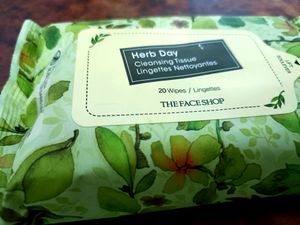 Herb Day
Cleansing Tissue
Lingettes Nettoyantes
20 Wipes / Lingettes
THE FACE SHOP